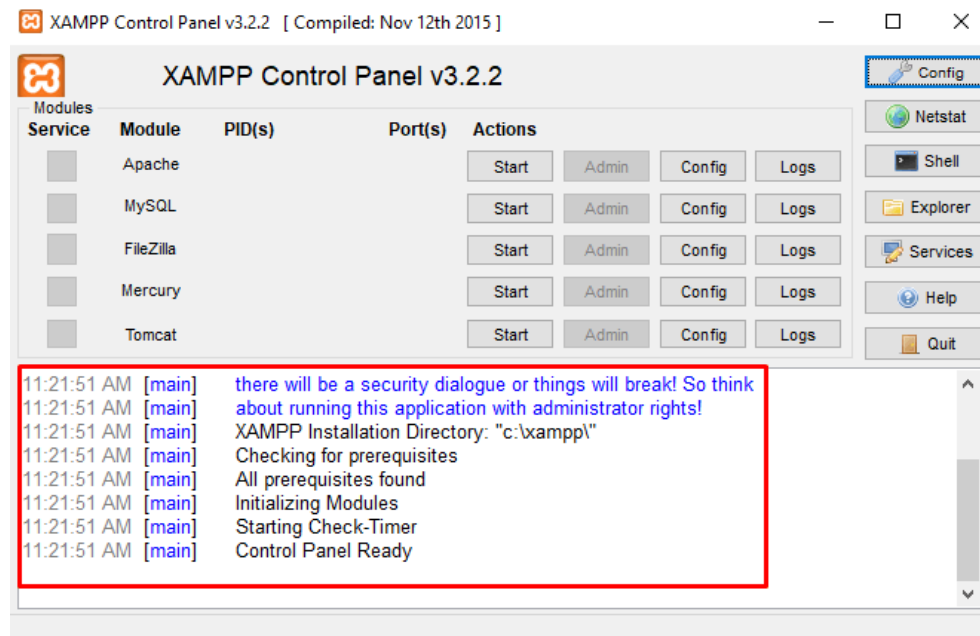 XAMPP Control Panel v3.2.2 [ Compiled: Nov 12th 2015 ]
XAMPP Control Panel v3.2.2
Config
Modules
Service Module PID(s) Port(s) Actions
Netstat
Apache Start Admin Config Logs
Shell
MySQL Start Admin Config Logs
Explorer
FileZilla Start Admin Config Logs
Services
Mercury Start Admin Config Logs
Help
Tomcat Start Admin Config Logs
Quit
11:21:51 AM [main] there will be a security dialogue or things will break! So think
11:21:51 AM [main] about running this application with administrator rights!
11:21:51 AM [main] XAMPP Installation Directory: "c:\xampp\"
11:21:51 AM [main] Checking for prerequisites
11:21:51 AM [main] All prerequisites found
11:21:51 AM [main] Initializing Modules
11:21:51 AM [main] Starting Check-Timer
11:21:51 AM [main] Control Panel Ready